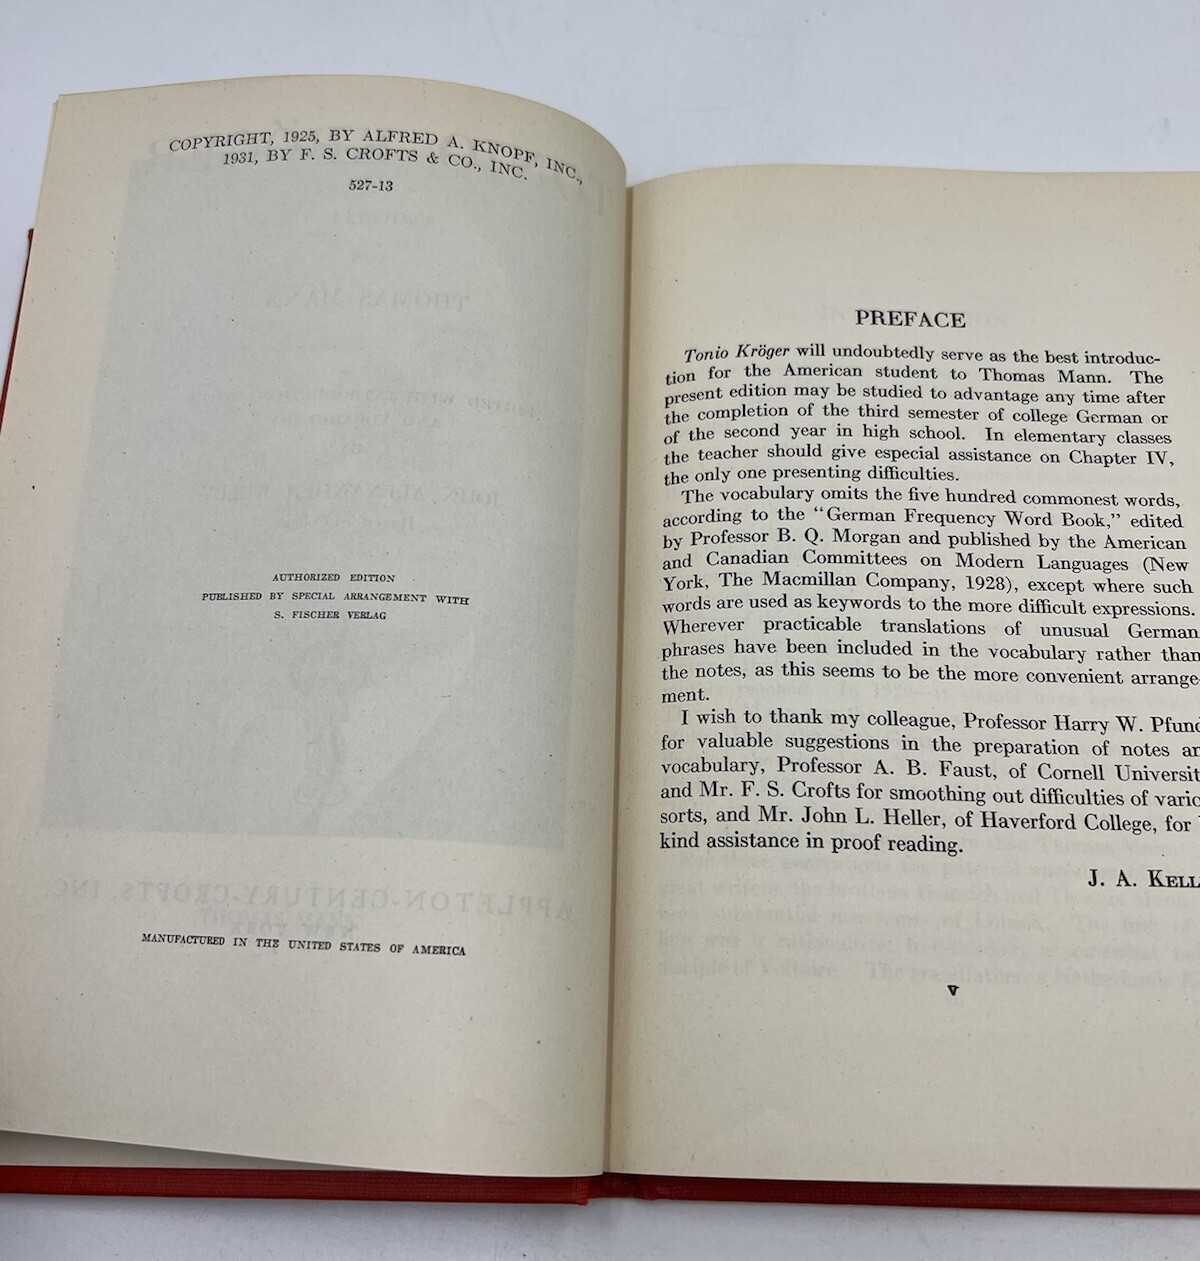 COPYRIGHT, 1925, BY ALFRED A. KNOPF, INC.,
1931, BY F. S. CROFTS & CO., INC.
527-13
THOMAS MANN
AUTHORIZED EDITION
PUBLISHED BY SPECIAL ARRANGEMENT WITH
S. FISCHER VERLAG
APPLETON-CENTURY-CROFTS, INC.
NEW YORK
MANUFACTURED IN THE UNITED STATES OF AMERICA
PREFACE
Tonio Kröger will undoubtedly serve as the best introduc-
tion for the American student to Thomas Mann. The
present edition may be studied to advantage any time after
the completion of the third semester of college German or
of the second year in high school. In elementary classes
the teacher should give especial assistance on Chapter IV,
the only one presenting difficulties.
The vocabulary omits the five hundred commonest words,
according to the "German Frequency Word Book," edited
by Professor B. Q. Morgan and published by the American
and Canadian Committees on Modern Languages (New
York, The Macmillan Company, 1928), except where such
words are used as keywords to the more difficult expressions.
Wherever practicable translations of unusual German
phrases have been included in the vocabulary rather than
the notes, as this seems to be the more convenient arrange-
ment.
I wish to thank my colleague, Professor Harry W. Pfund
for valuable suggestions in the preparation of notes an
vocabulary, Professor A. B. Faust, of Cornell Universit
and Mr. F. S. Crofts for smoothing out difficulties of vario
sorts, and Mr. John L. Heller, of Haverford College, for
kind assistance in proof reading.
J. A. KELL
v